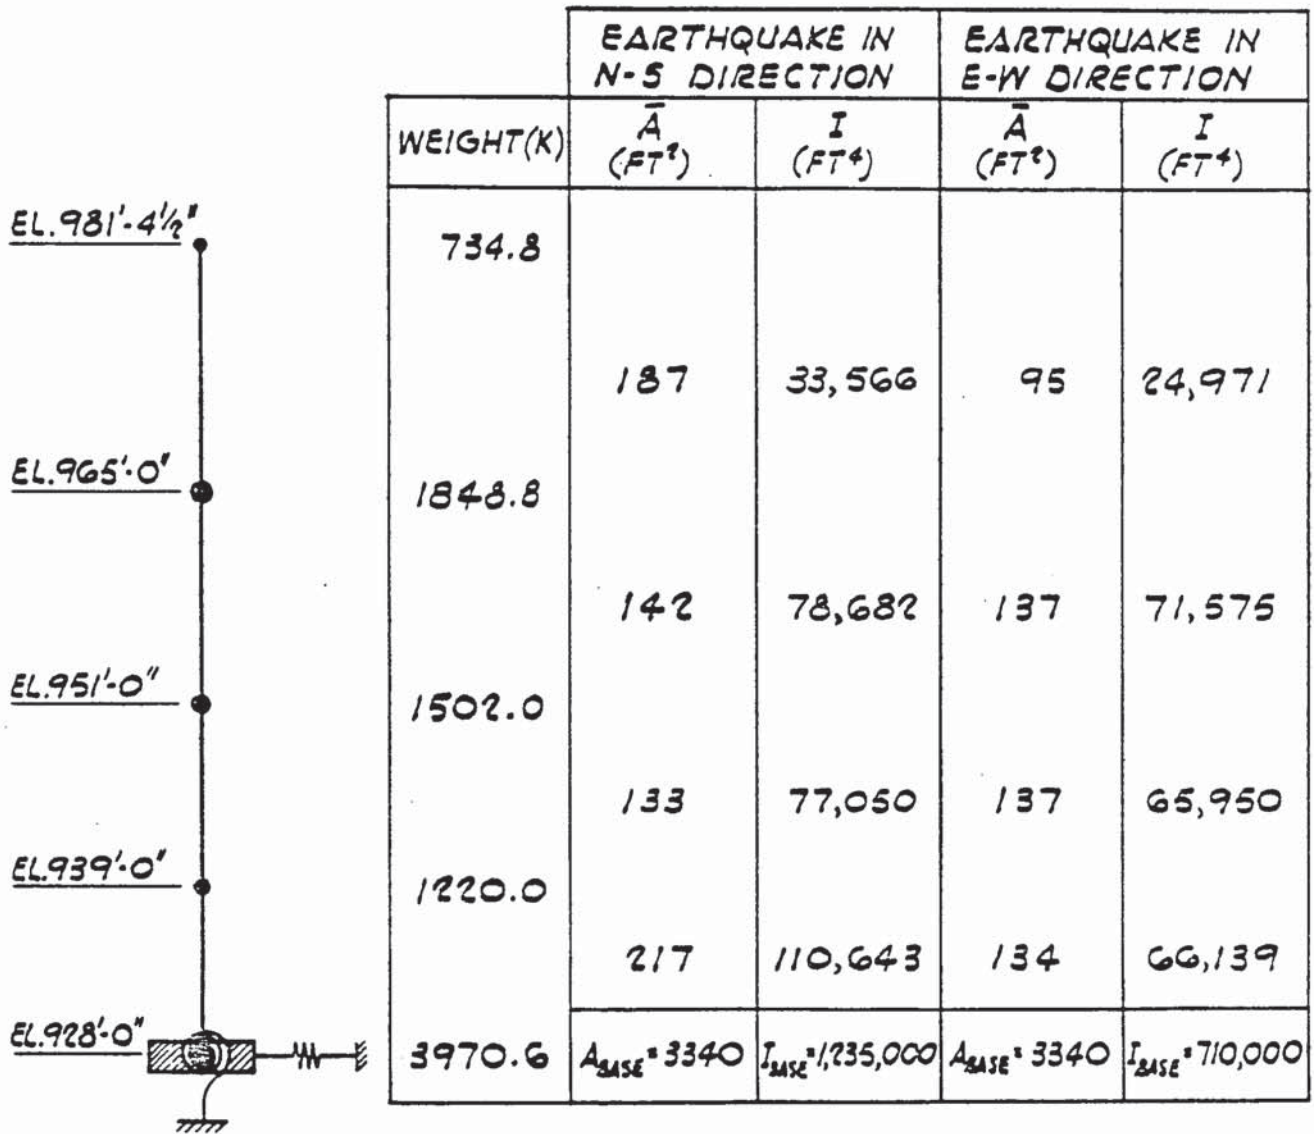 EARTHQUAKE IN
N-S DIRECTION
EARTHQUAKE IN
E-W DIRECTION
WEIGHT(K)
Ā
(FT²)
I
(FT⁴)
Ā
(FT²)
I
(FT⁴)
EL.981'-4½"
734.8
187
33,566
95
24,971
EL.965'-0"
1848.8
142
78,682
137
71,575
EL.951'-0"
1502.0
133
77,050
137
65,950
EL.939'-0"
1220.0
217
110,643
134
66,139
EL.928'-0"
3970.6
A_BASE = 3340
I_BASE = 1,235,000
A_BASE = 3340
I_BASE = 710,000